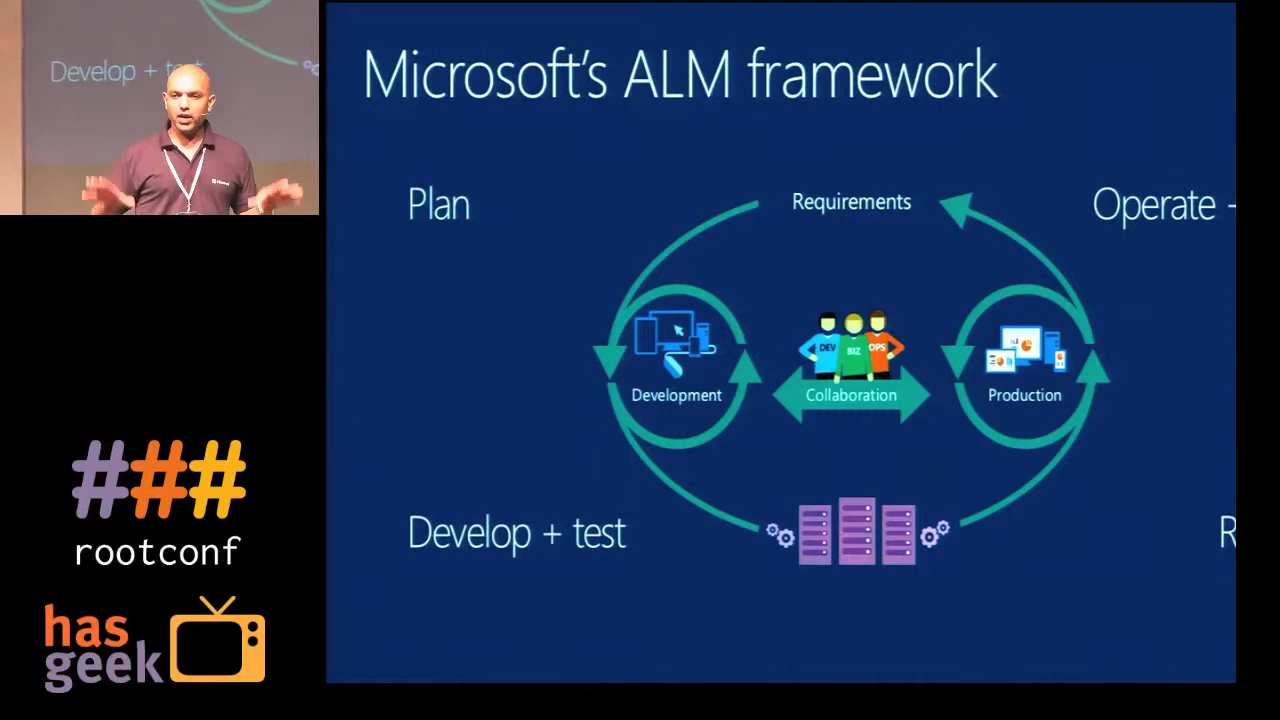 Develop + test
Microsoft's ALM framework
Plan
Requirements
Operate
DEV
BIZ
OPS
Development
Collaboration
Production
Develop + test
###
rootconf
has
geek